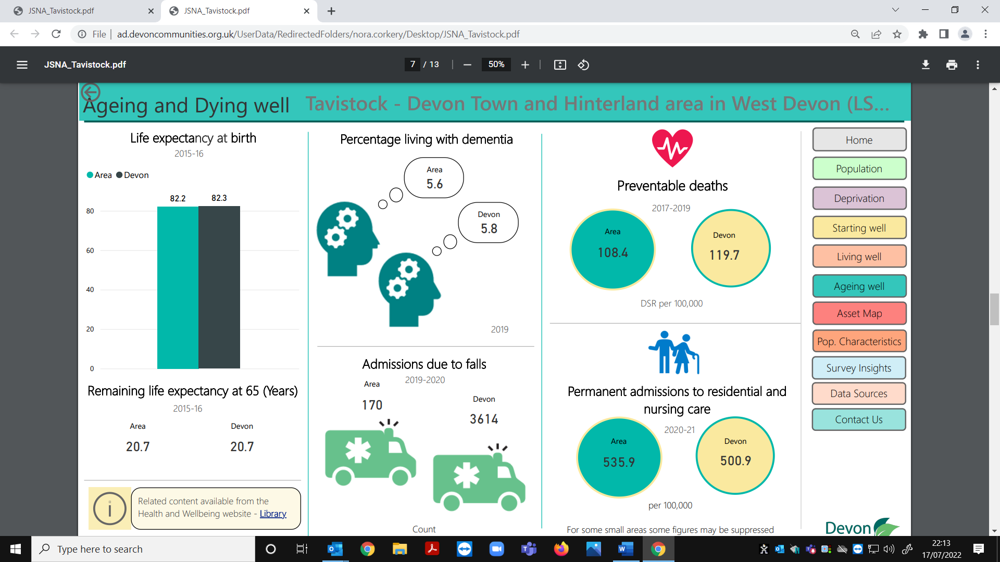 JSNA_Tavistock.pdf
JSNA_Tavistock.pdf
File
ad.devoncommunities.org.uk/UserData/RedirectedFolders/nora.corkery/Desktop/JSNA_Tavistock.pdf
JSNA_Tavistock.pdf
7 / 13
50%
Ageing and Dying well
Tavistock - Devon Town and Hinterland area in West Devon (LS...
Life expectancy at birth
2015-16
Area Devon
82.2
82.3
80
60
40
20
0
Remaining life expectancy at 65 (Years)
2015-16
Area
20.7
Devon
20.7
Related content available from the
Health and Wellbeing website - Library
Percentage living with dementia
Area
5.6
Devon
5.8
2019
Admissions due to falls
2019-2020
Area
170
Devon
3614
Count
Preventable deaths
2017-2019
Area
108.4
Devon
119.7
DSR per 100,000
Permanent admissions to residential and
nursing care
2020-21
Area
535.9
Devon
500.9
per 100,000
For some small areas some figures may be suppressed
Home
Population
Deprivation
Starting well
Living well
Ageing well
Asset Map
Pop. Characteristics
Survey Insights
Data Sources
Contact Us
Devon
Type here to search
22:13
17/07/2022